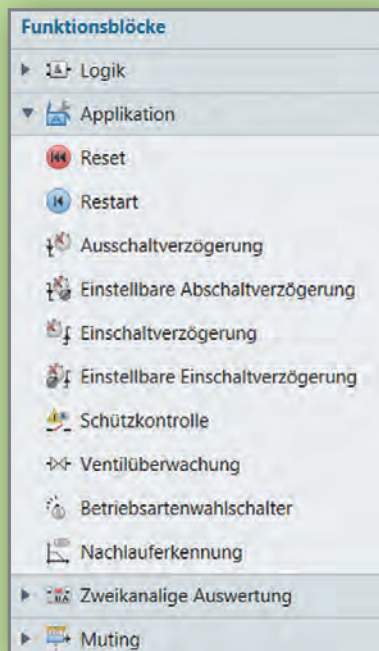 Funktionsblöcke
Logik
Applikation
Reset
Restart
Ausschaltverzögerung
Einstellbare Abschaltverzögerung
Einschaltverzögerung
Einstellbare Einschaltverzögerung
Schützkontrolle
Ventilüberwachung
Betriebsartenwahlschalter
Nachlauferkennung
Zweikanalige Auswertung
Muting